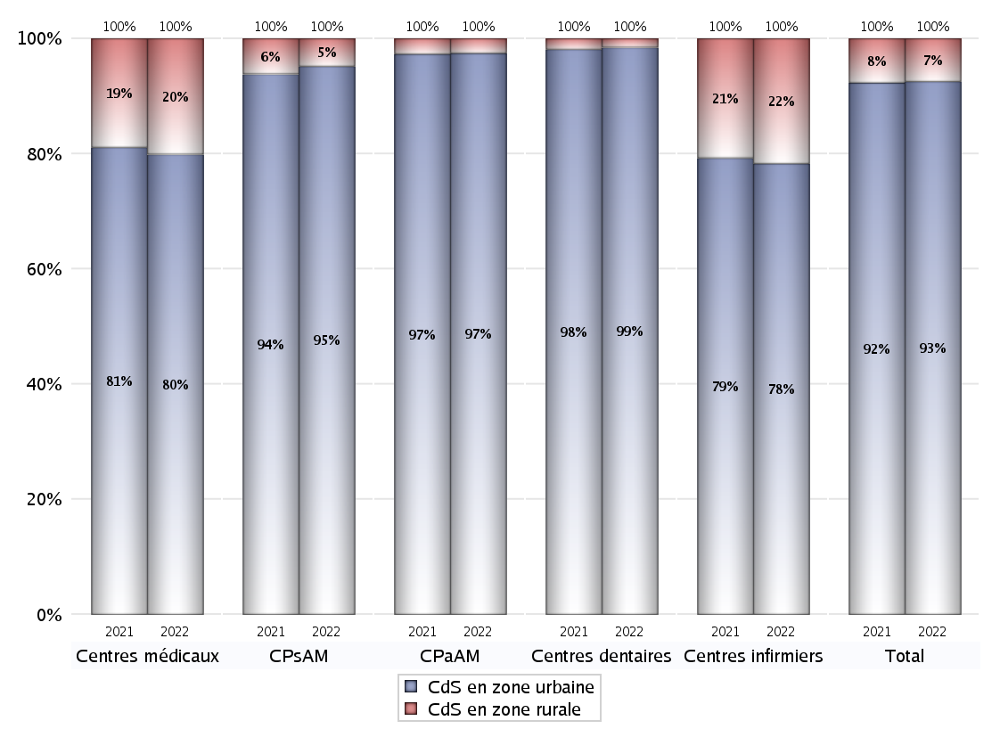 100% 100% 100% 100% 100% 100% 100% 100% 100% 100% 100% 100%
100%
6% 5% 8% 7%
19% 20% 21% 22%
80%
60%
94% 95% 97% 97% 98% 99% 92% 93%
81% 80% 79% 78%
40%
20%
0%
2021 2022 2021 2022 2021 2022 2021 2022 2021 2022 2021 2022
Centres médicaux CPsAM CPaAM Centres dentaires Centres infirmiers Total
CdS en zone urbaine
CdS en zone rurale